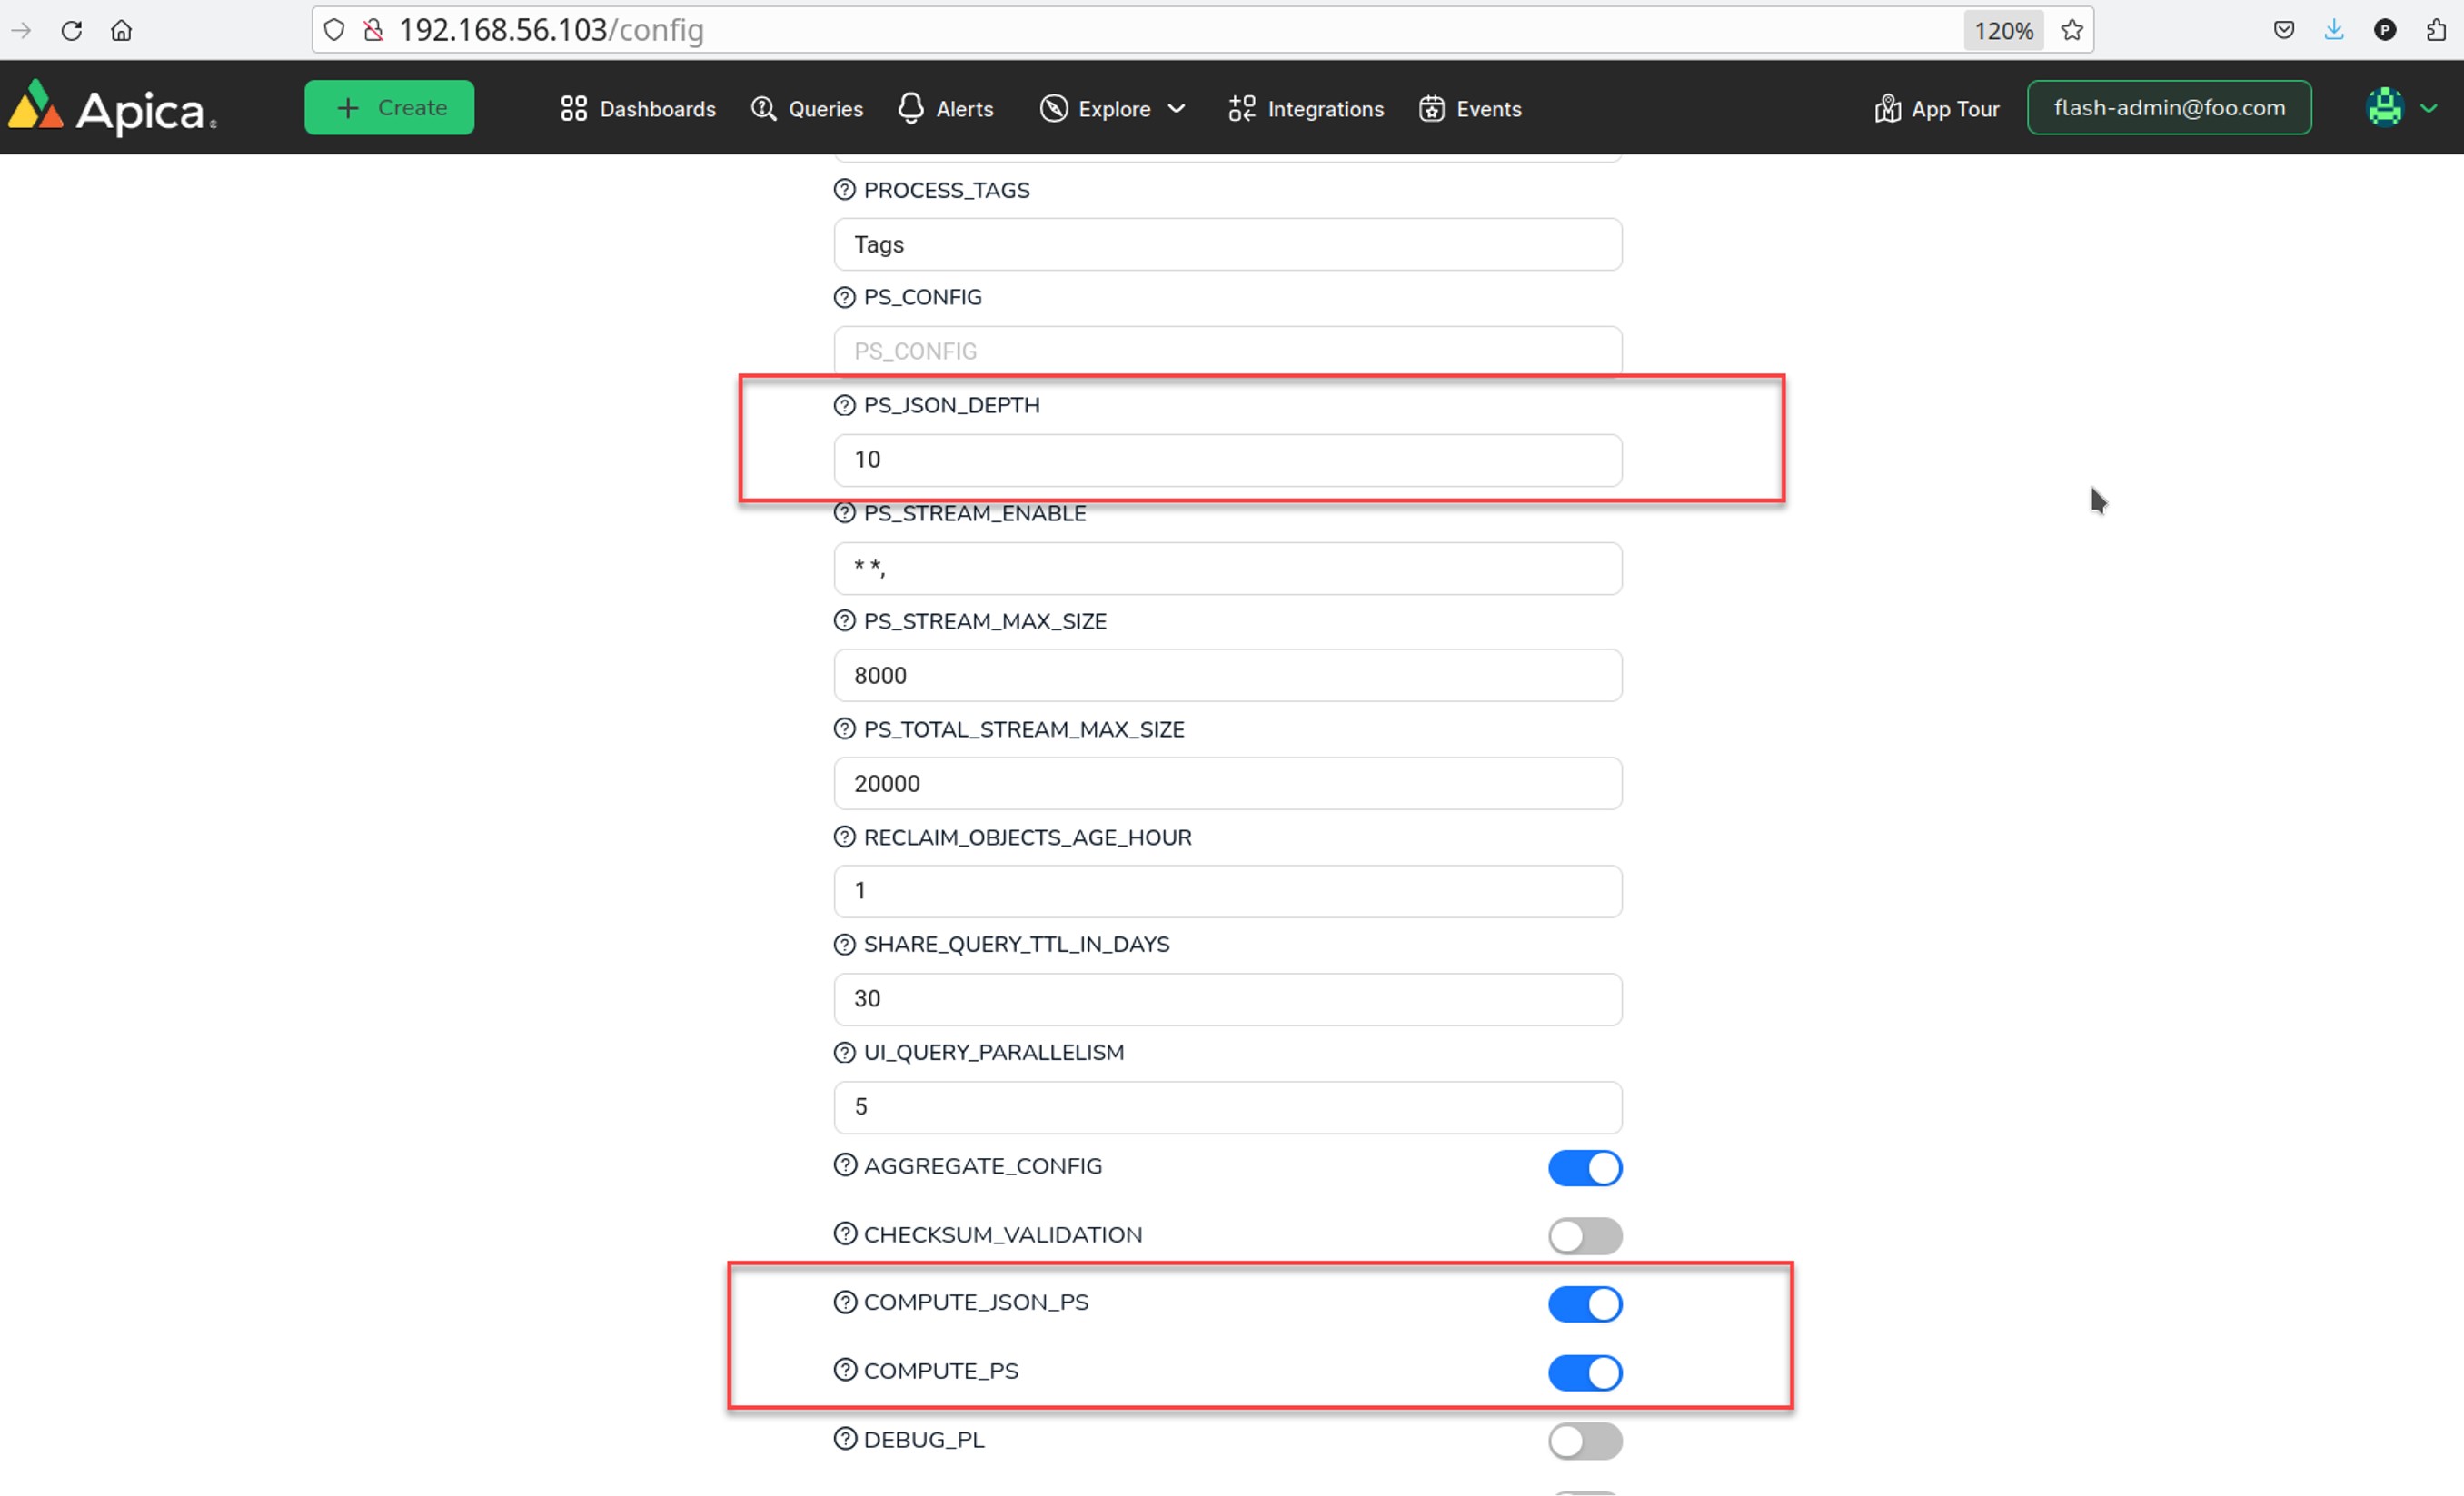 192.168.56.103/config 120%
Apica
+ Create Dashboards Queries Alerts Explore Integrations Events App Tour flash-admin@foo.com
PROCESS_TAGS
Tags
PS_CONFIG
PS_CONFIG
PS_JSON_DEPTH
10
PS_STREAM_ENABLE
* *,
PS_STREAM_MAX_SIZE
8000
PS_TOTAL_STREAM_MAX_SIZE
20000
RECLAIM_OBJECTS_AGE_HOUR
1
SHARE_QUERY_TTL_IN_DAYS
30
UI_QUERY_PARALLELISM
5
AGGREGATE_CONFIG
CHECKSUM_VALIDATION
COMPUTE_JSON_PS
COMPUTE_PS
DEBUG_PL